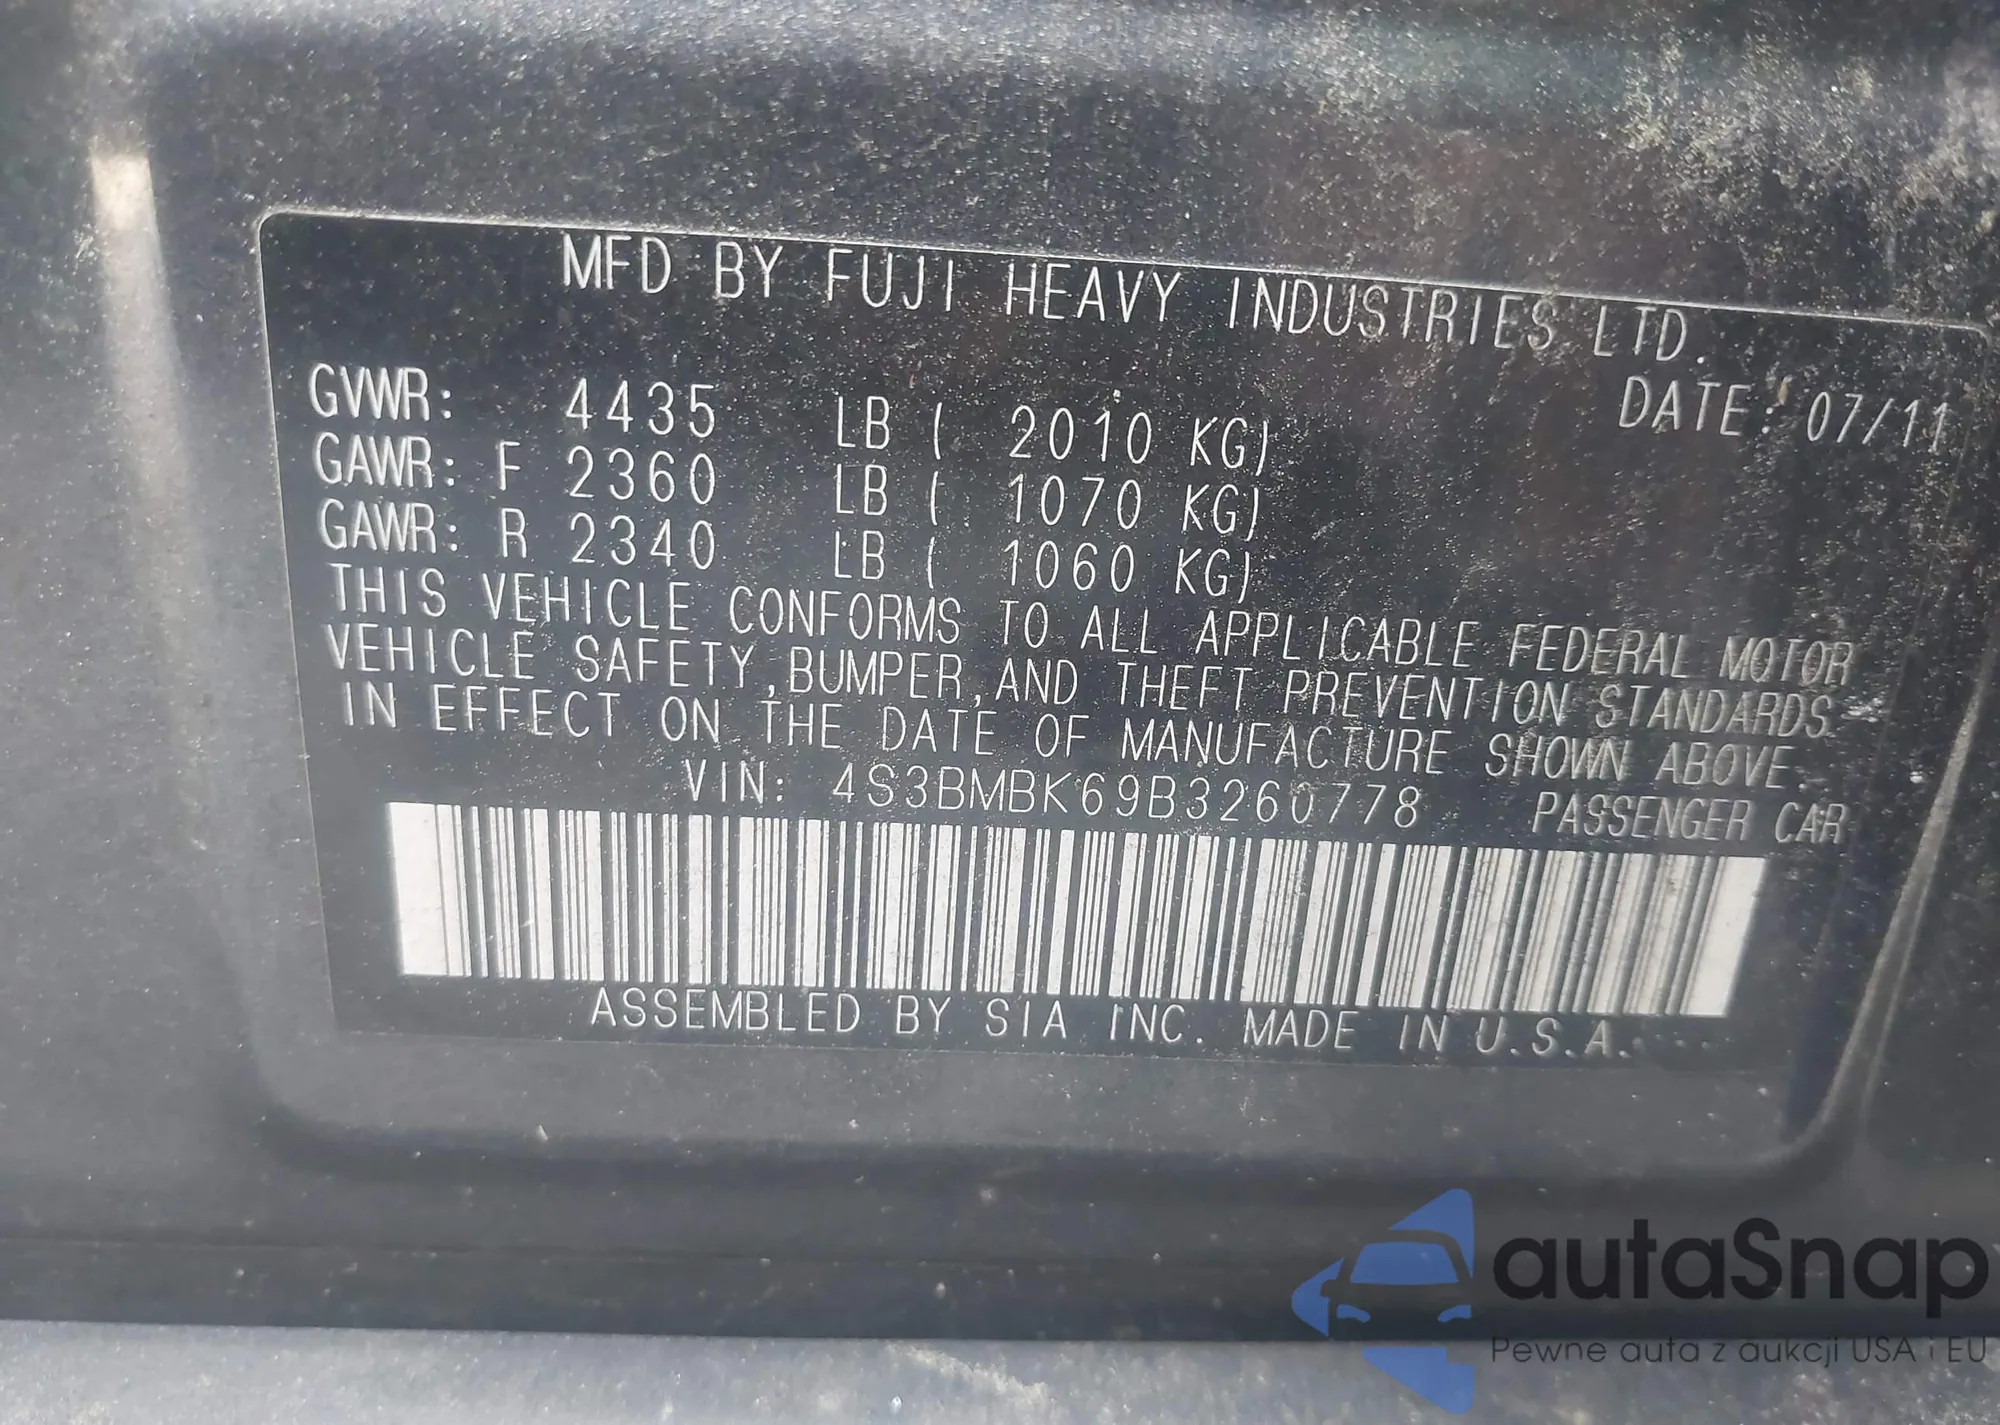 MFD BY FUJI HEAVY INDUSTRIES LTD.
DATE: 07/11
GVWR: 4435 LB ( 2010 KG)
GAWR: F 2360 LB ( 1070 KG)
GAWR: R 2340 LB ( 1060 KG)
THIS VEHICLE CONFORMS TO ALL APPLICABLE FEDERAL MOTOR
VEHICLE SAFETY, BUMPER, AND THEFT PREVENTION STANDARDS
IN EFFECT ON THE DATE OF MANUFACTURE SHOWN ABOVE.
VIN: 4S3BMBK69B3260778 PASSENGER CAR
ASSEMBLED BY SIA INC. MADE IN U.S.A.
autaSnap
Pewne auta z aukcji USA i EU